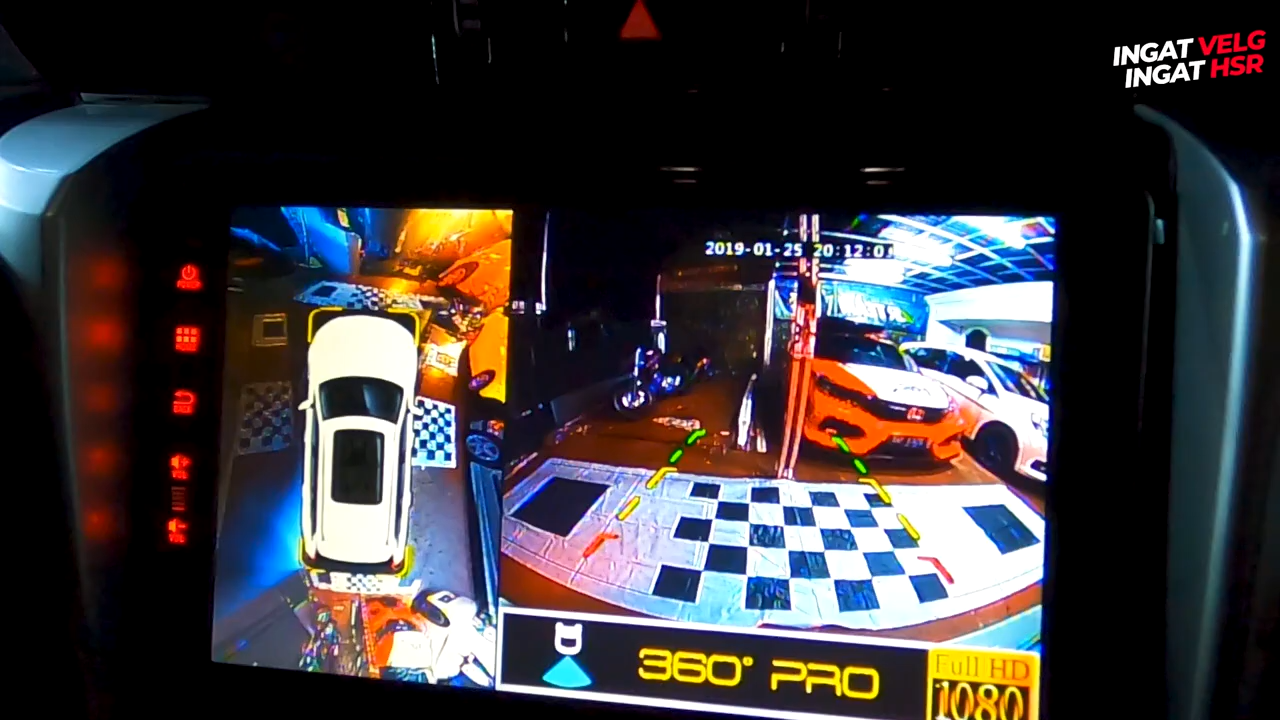 INGAT VELG
INGAT HSR
2019-01-25 20:12:0
360° PRO
Full HD
1080